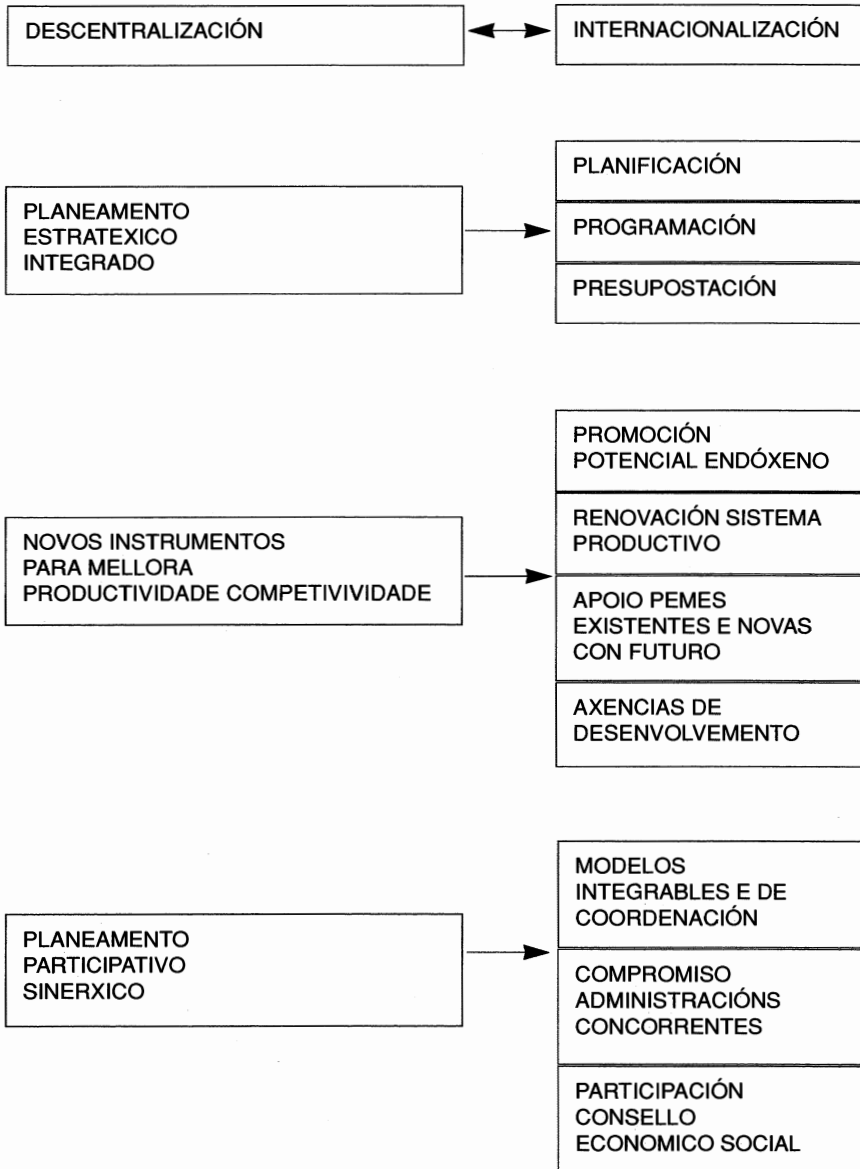 DESCENTRALIZACIÓN
INTERNACIONALIZACIÓN
PLANEAMENTO
ESTRATEXICO
INTEGRADO
PLANIFICACIÓN
PROGRAMACIÓN
PRESUPOSTACIÓN
NOVOS INSTRUMENTOS
PARA MELLORA
PRODUCTIVIDADE COMPETIVIVIDADE
PROMOCIÓN
POTENCIAL ENDÓXENO
RENOVACIÓN SISTEMA
PRODUCTIVO
APOIO PEMES
EXISTENTES E NOVAS
CON FUTURO
AXENCIAS DE
DESENVOLVEMENTO
PLANEAMENTO
PARTICIPATIVO
SINERXICO
MODELOS
INTEGRABLES E DE
COORDENACIÓN
COMPROMISO
ADMINISTRACIÓNS
CONCORRENTES
PARTICIPACIÓN
CONSELLO
ECONOMICO SOCIAL